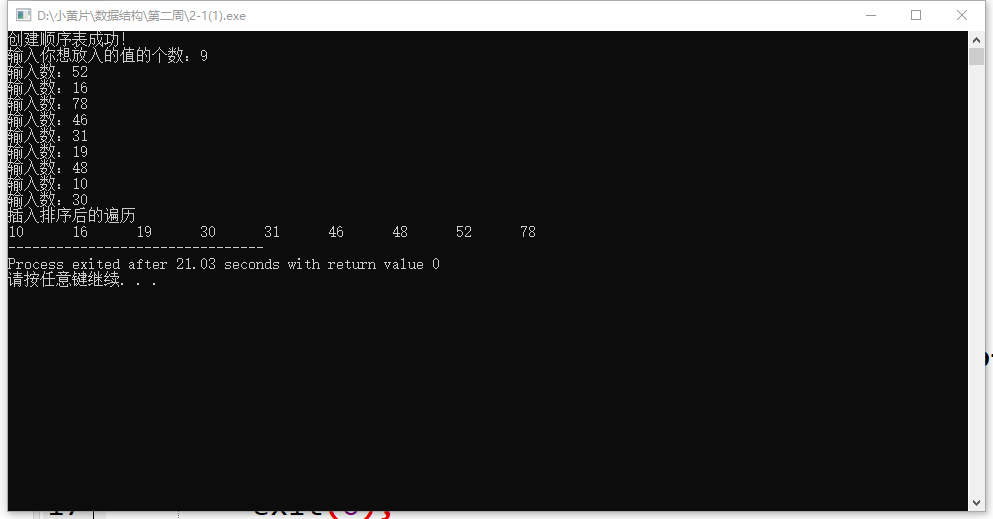 D:\小黄片\数据结构\第二周\2-1(1).exe
创建顺序表成功!
输入你想放入的值的个数: 9
输入数: 52
输入数: 16
输入数: 78
输入数: 46
输入数: 31
输入数: 19
输入数: 48
输入数: 10
输入数: 30
插入排序后的遍历
10 16 19 30 31 46 48 52 78
--------------------------------
Process exited after 21.03 seconds with return value 0
请按任意键继续. . .